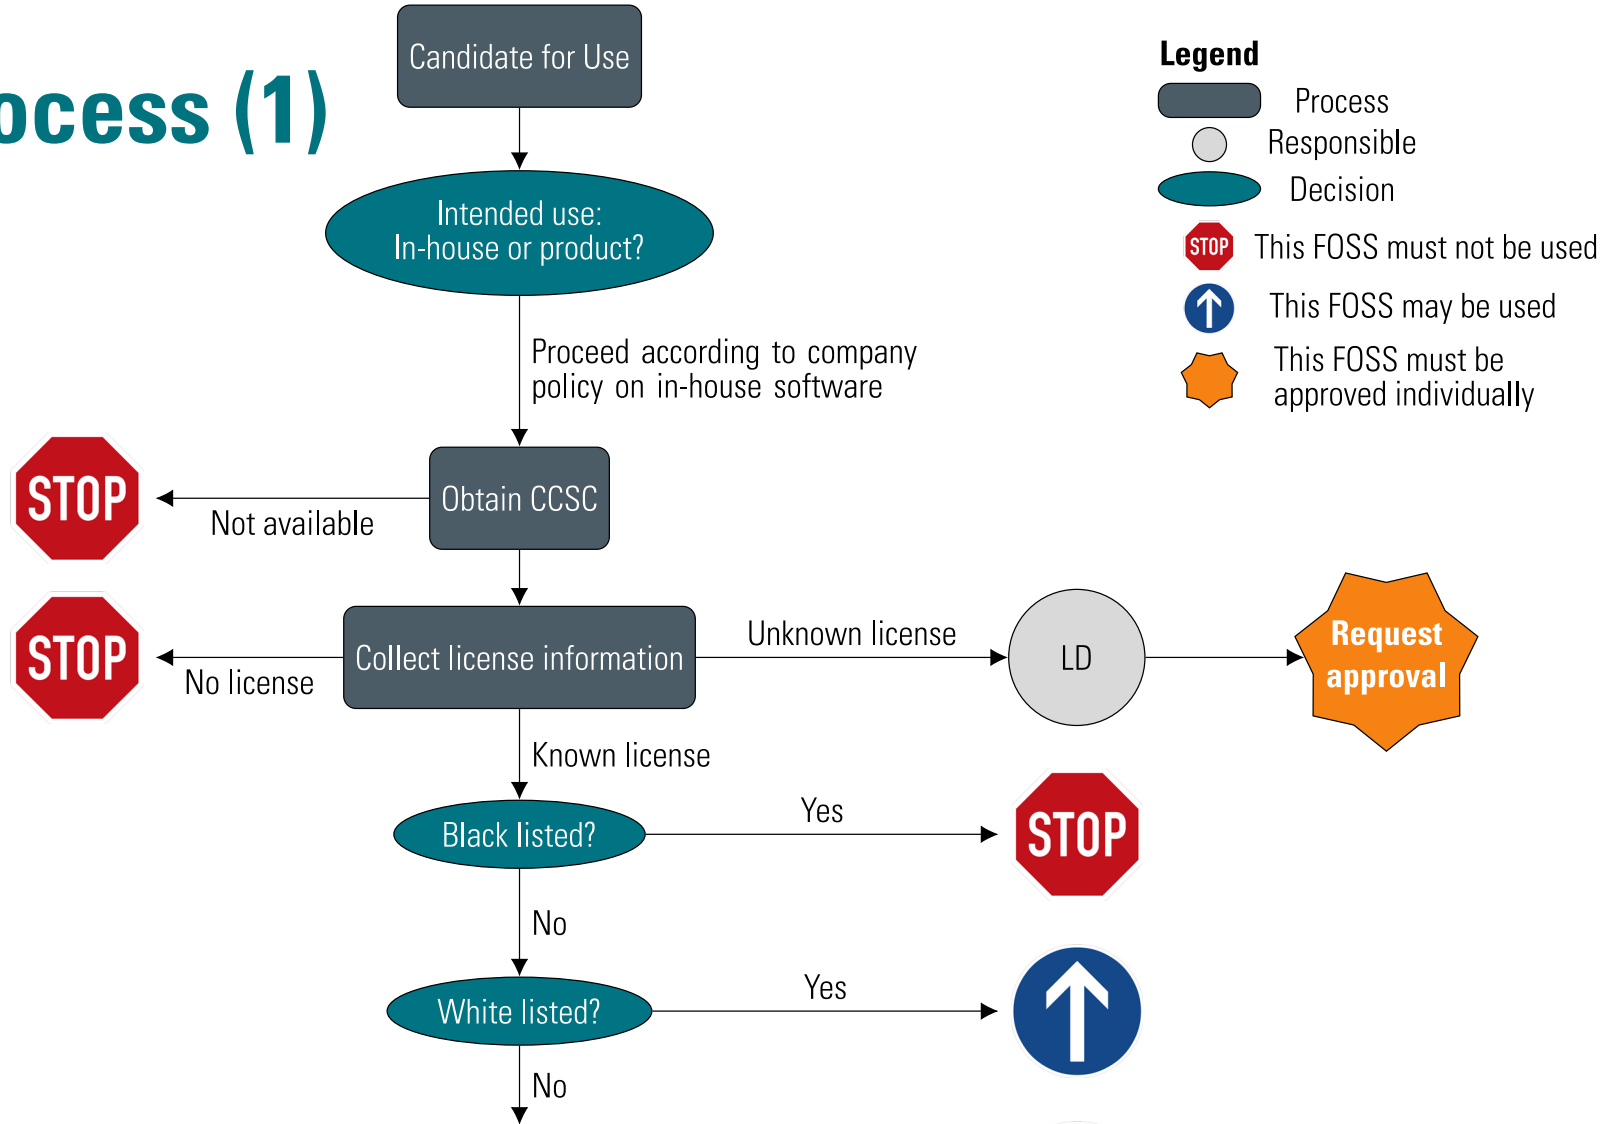 Candidate for Use
ocess (1)
Intended use:
In-house or product?
Proceed according to company
policy on in-house software
STOP
Not available
Obtain CCSC
STOP
No license
Collect license information
Unknown license
LD
Request
approval
Known license
Black listed?
Yes
STOP
No
White listed?
Yes
No
Legend
Process
Responsible
Decision
STOP
This FOSS must not be used
This FOSS may be used
This FOSS must be
approved individually